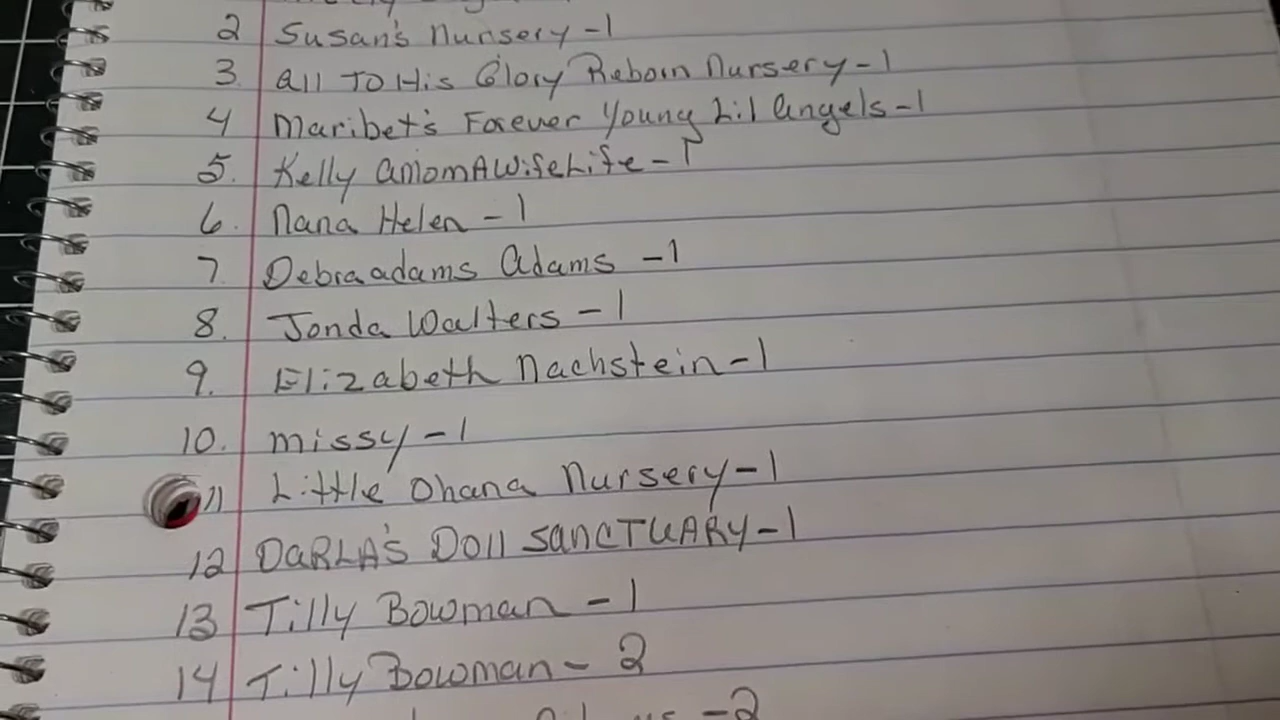 2 Susan's Nursery-1
3. All To His Glory Reborn Nursery-1
4 Maribet's Forever Young Lil Angels-1
5. Kelly AMomAWifeLife-1
6. Nana Helen-1
7. Debraadams Adams-1
8. Jonda Walters-1
9. Elizabeth Nachstein-1
10. missy-1
11 Little Ohana Nursery-1
12 DARLA'S Doll SANCTUARY-1
13 Tilly Bowman-1
14 Tilly Bowman-2
-2